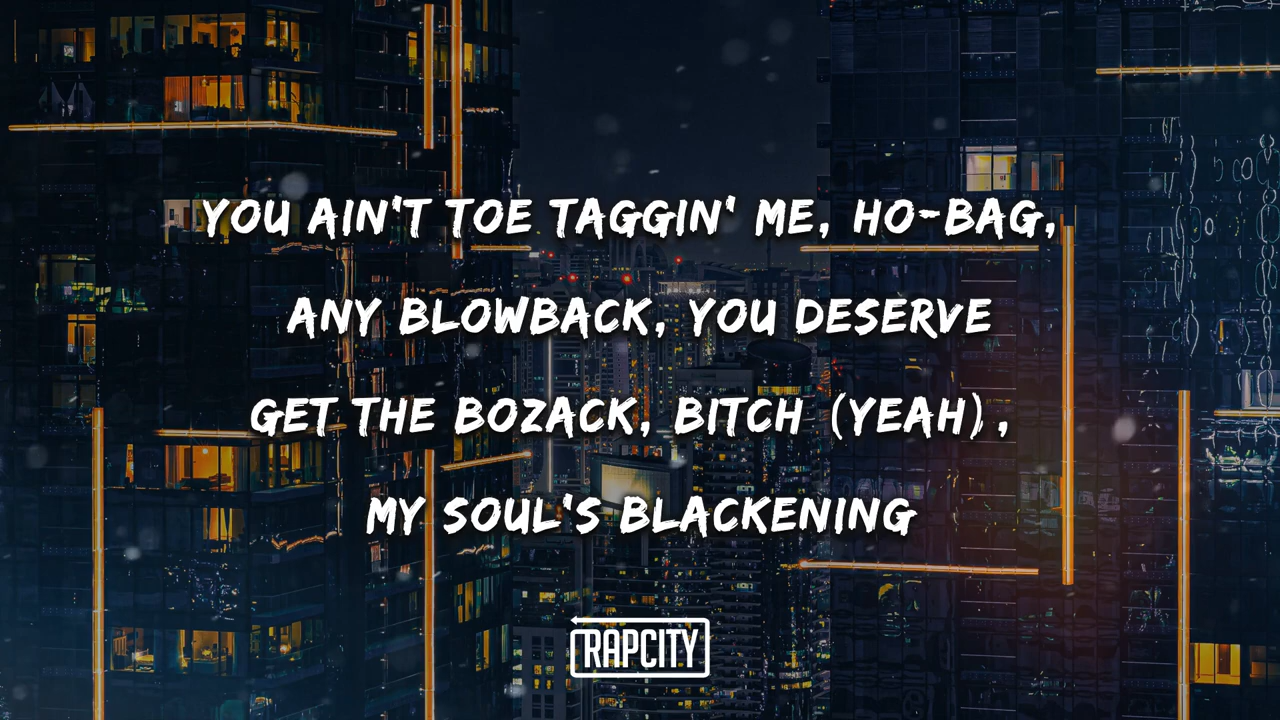 YOU AIN'T TOE TAGGIN' ME, HO-BAG,
ANY BLOWBACK, YOU DESERVE
GET THE BOZACK, BITCH (YEAH),
MY SOUL'S BLACKENING
RAPCITY